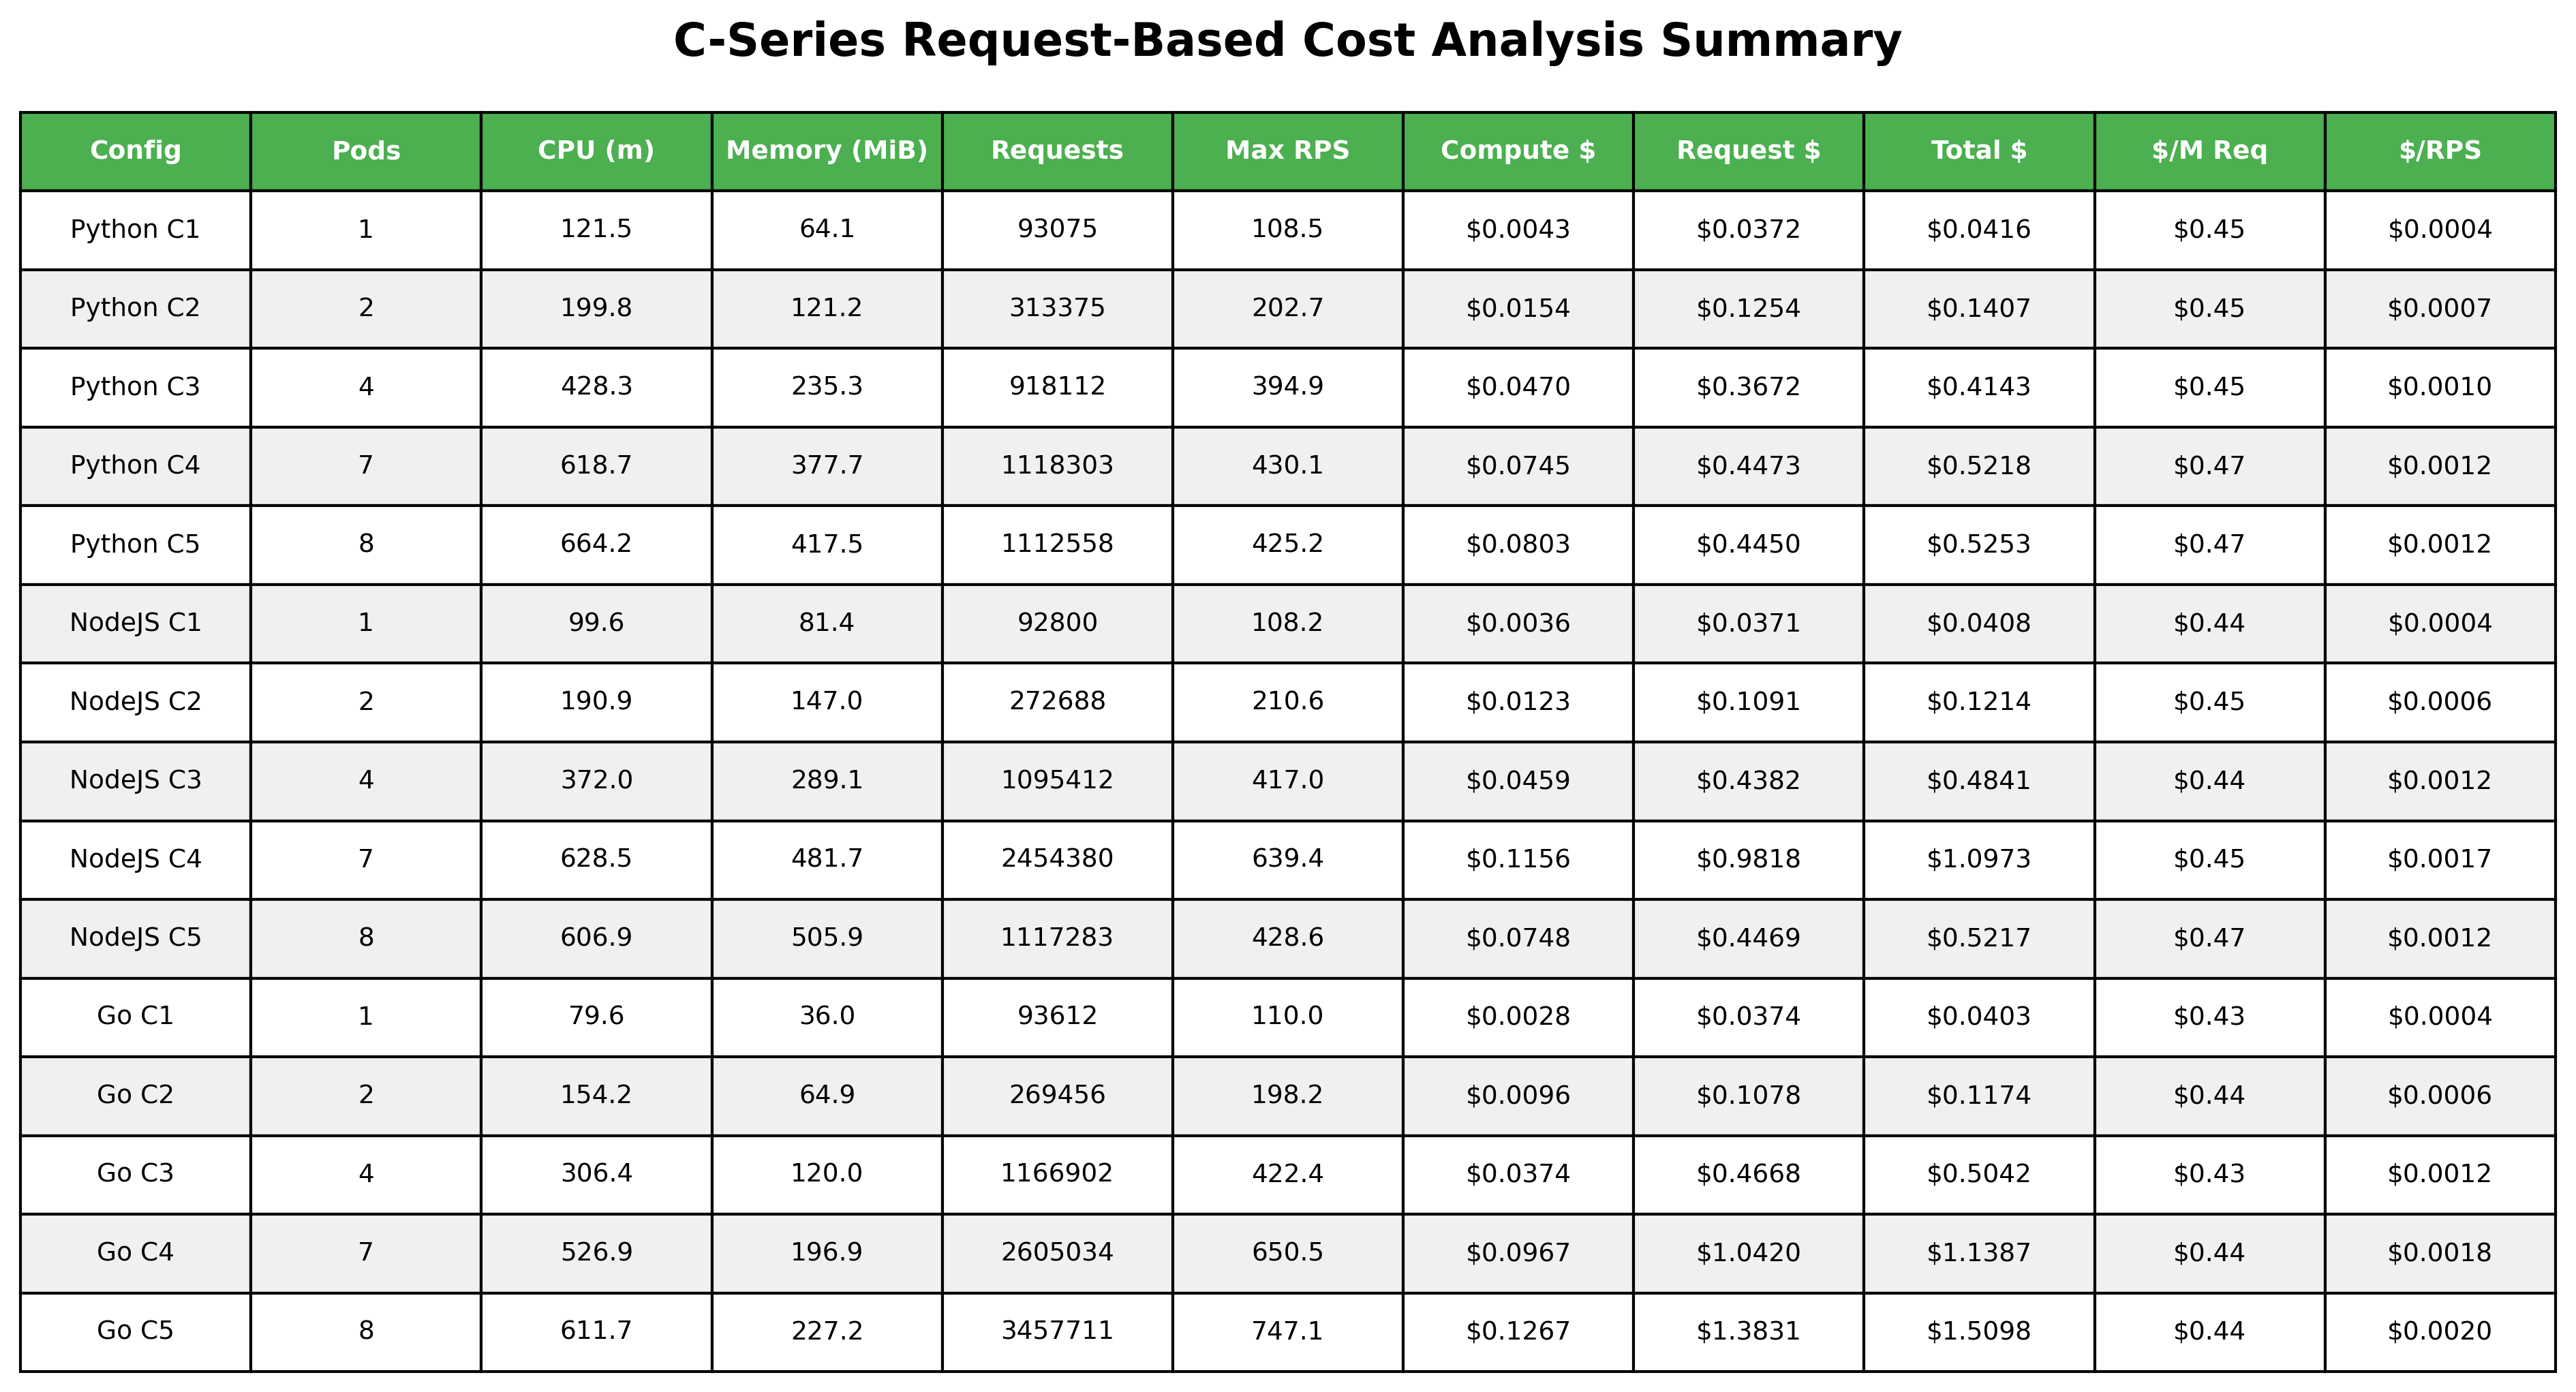 C-Series Request-Based Cost Analysis Summary
Config Pods CPU (m) Memory (MiB) Requests Max RPS Compute $ Request $ Total $ $/M Req $/RPS
Python C1 1 121.5 64.1 93075 108.5 $0.0043 $0.0372 $0.0416 $0.45 $0.0004
Python C2 2 199.8 121.2 313375 202.7 $0.0154 $0.1254 $0.1407 $0.45 $0.0007
Python C3 4 428.3 235.3 918112 394.9 $0.0470 $0.3672 $0.4143 $0.45 $0.0010
Python C4 7 618.7 377.7 1118303 430.1 $0.0745 $0.4473 $0.5218 $0.47 $0.0012
Python C5 8 664.2 417.5 1112558 425.2 $0.0803 $0.4450 $0.5253 $0.47 $0.0012
NodeJS C1 1 99.6 81.4 92800 108.2 $0.0036 $0.0371 $0.0408 $0.44 $0.0004
NodeJS C2 2 190.9 147.0 272688 210.6 $0.0123 $0.1091 $0.1214 $0.45 $0.0006
NodeJS C3 4 372.0 289.1 1095412 417.0 $0.0459 $0.4382 $0.4841 $0.44 $0.0012
NodeJS C4 7 628.5 481.7 2454380 639.4 $0.1156 $0.9818 $1.0973 $0.45 $0.0017
NodeJS C5 8 606.9 505.9 1117283 428.6 $0.0748 $0.4469 $0.5217 $0.47 $0.0012
Go C1 1 79.6 36.0 93612 110.0 $0.0028 $0.0374 $0.0403 $0.43 $0.0004
Go C2 2 154.2 64.9 269456 198.2 $0.0096 $0.1078 $0.1174 $0.44 $0.0006
Go C3 4 306.4 120.0 1166902 422.4 $0.0374 $0.4668 $0.5042 $0.43 $0.0012
Go C4 7 526.9 196.9 2605034 650.5 $0.0967 $1.0420 $1.1387 $0.44 $0.0018
Go C5 8 611.7 227.2 3457711 747.1 $0.1267 $1.3831 $1.5098 $0.44 $0.0020